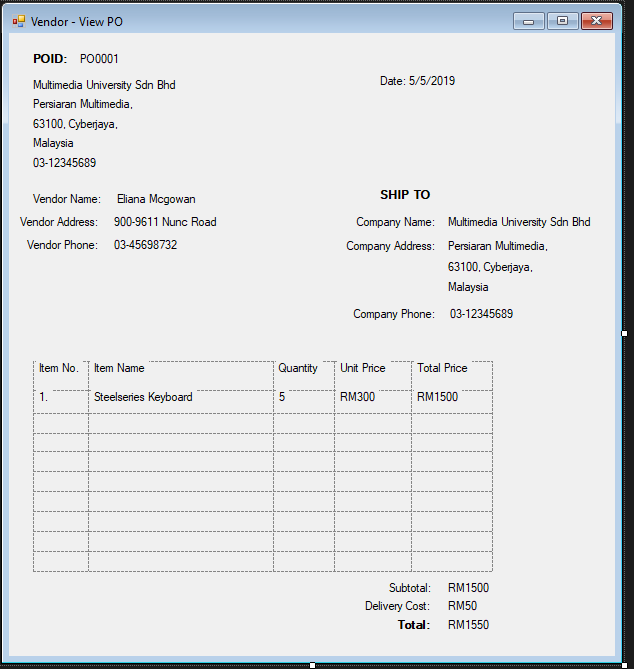 Vendor - View PO
POID: PO0001
Date: 5/5/2019
Multimedia University Sdn Bhd
Persiaran Multimedia,
63100, Cyberjaya,
Malaysia
03-12345689
SHIP TO
Vendor Name: Eliana Mcgowan
Vendor Address: 900-9611 Nunc Road
Company Name: Multimedia University Sdn Bhd
Vendor Phone: 03-45698732
Company Address: Persiaran Multimedia,
63100, Cyberjaya,
Malaysia
Company Phone: 03-12345689
Item No. Item Name Quantity Unit Price Total Price
1. Steelseries Keyboard 5 RM300 RM1500
Subtotal: RM1500
Delivery Cost: RM50
Total: RM1550